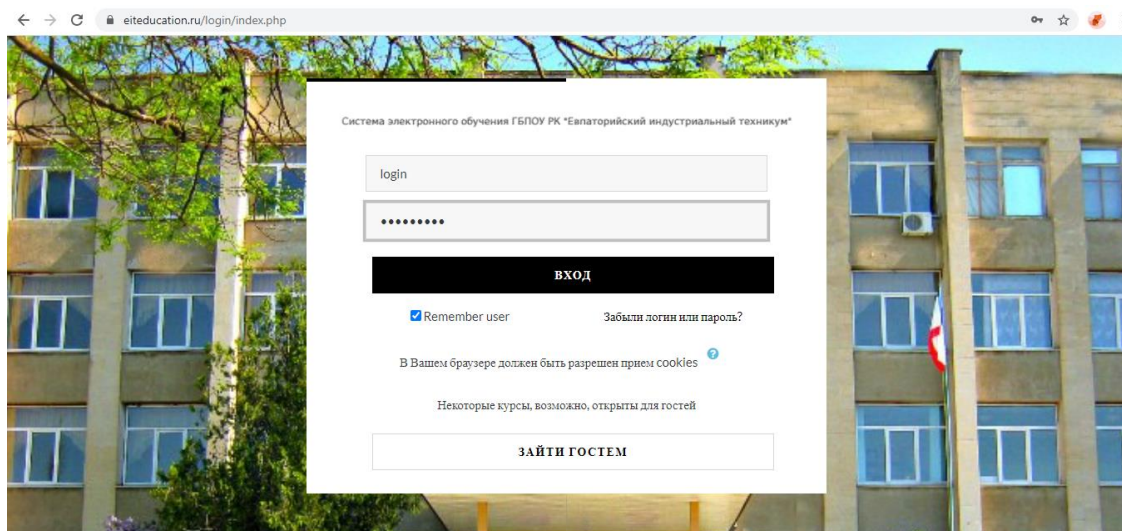 eiteducation.ru/login/index.php
Система электронного обучения ГБПОУ РК "Евпаторийский индустриальный техникум"
login
•••••••••
ВХОД
Remember user
Забыли логин или пароль?
В Вашем браузере должен быть разрешен прием cookies
Некоторые курсы, возможно, открыты для гостей
ЗАЙТИ ГОСТЕМ